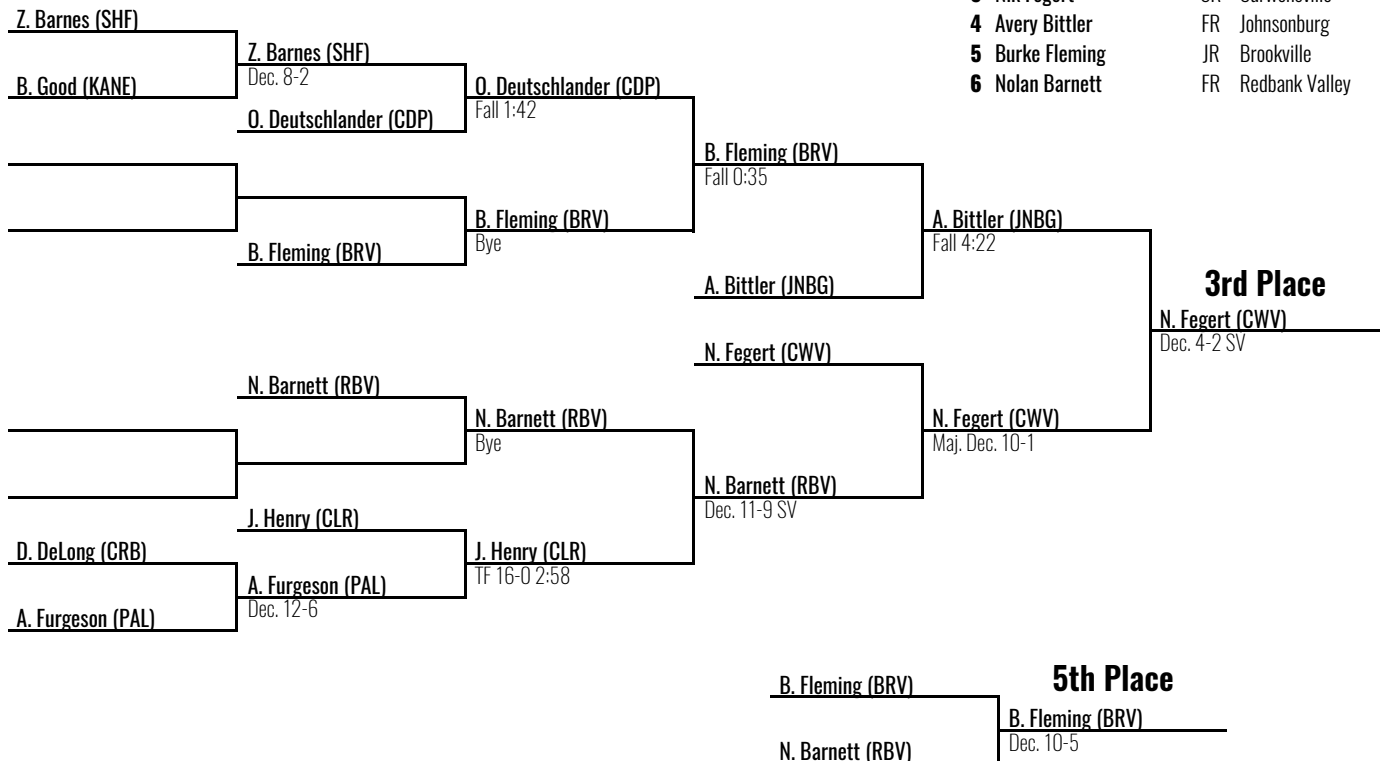 Z. Barnes (SHF)
B. Good (KANE)
Z. Barnes (SHF)
Dec. 8-2
O. Deutschlander (CDP)
O. Deutschlander (CDP)
Fall 1:42
B. Fleming (BRV)
B. Fleming (BRV)
Bye
B. Fleming (BRV)
Fall 0:35
A. Bittler (JNBG)
A. Bittler (JNBG)
Fall 4:22
N. Fegert (CWV)
N. Barnett (RBV)
N. Barnett (RBV)
Bye
J. Henry (CLR)
D. DeLong (CRB)
A. Furgeson (PAL)
A. Furgeson (PAL)
Dec. 12-6
J. Henry (CLR)
TF 16-0 2:58
N. Barnett (RBV)
Dec. 11-9 SV
N. Fegert (CWV)
Maj. Dec. 10-1
3rd Place
N. Fegert (CWV)
Dec. 4-2 SV
4 Avery Bittler FR Johnsonburg
5 Burke Fleming JR Brookville
6 Nolan Barnett FR Redbank Valley
5th Place
B. Fleming (BRV)
N. Barnett (RBV)
B. Fleming (BRV)
Dec. 10-5